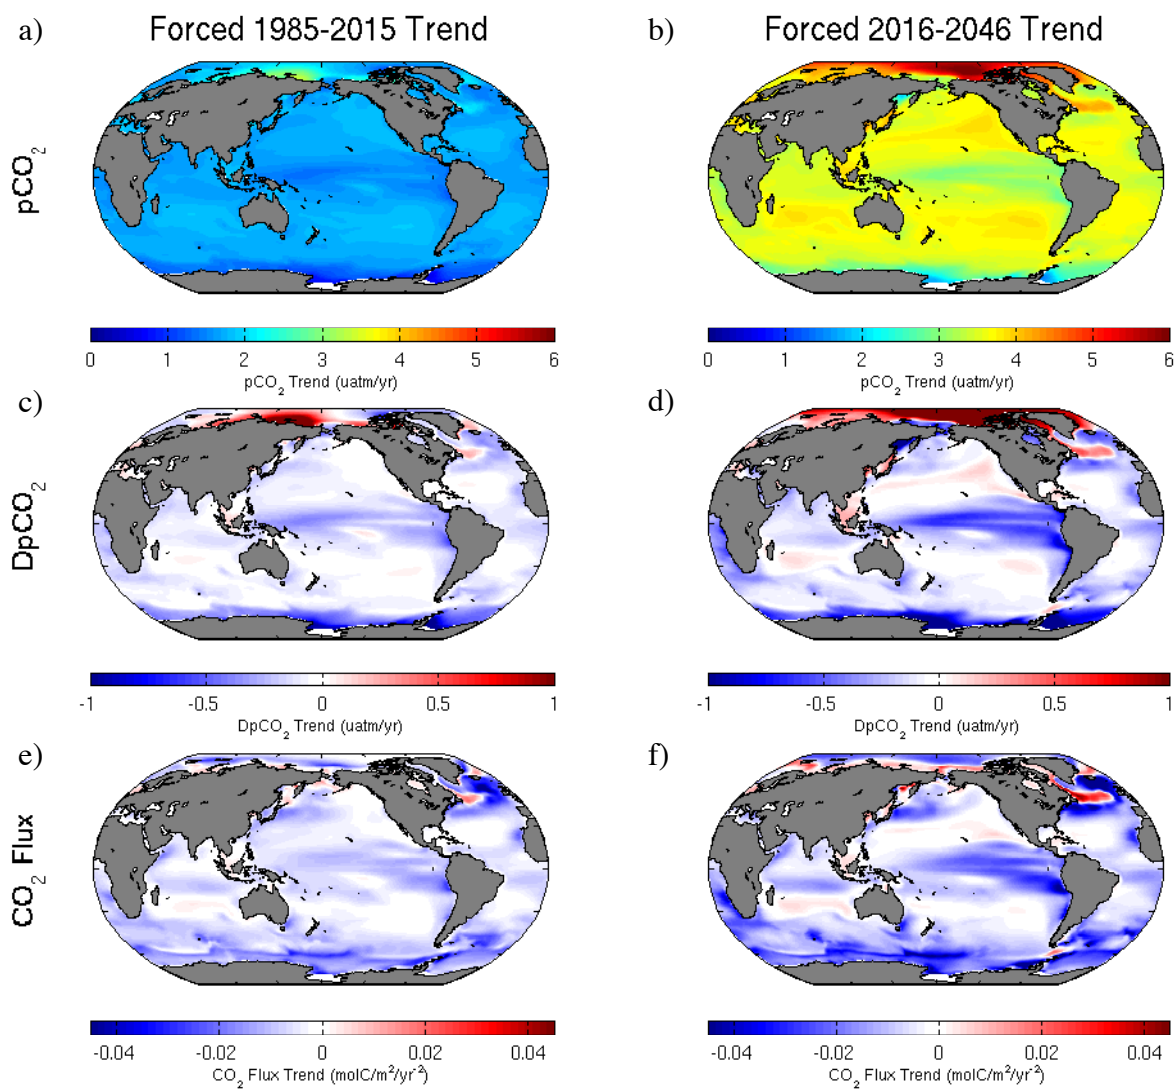 a) Forced 1985-2015 Trend
b) Forced 2016-2046 Trend
pCO₂
0 1 2 3 4 5 6
pCO₂ Trend (uatm/yr)
0 1 2 3 4 5 6
pCO₂ Trend (uatm/yr)
c)
d)
DpCO₂
-1 -0.5 0 0.5 1
DpCO₂ Trend (uatm/yr)
-1 -0.5 0 0.5 1
DpCO₂ Trend (uatm/yr)
e)
f)
CO₂ Flux
-0.04 -0.02 0 0.02 0.04
CO₂ Flux Trend (molC/m²/yr⁻²)
-0.04 -0.02 0 0.02 0.04
CO₂ Flux Trend (molC/m²/yr⁻²)